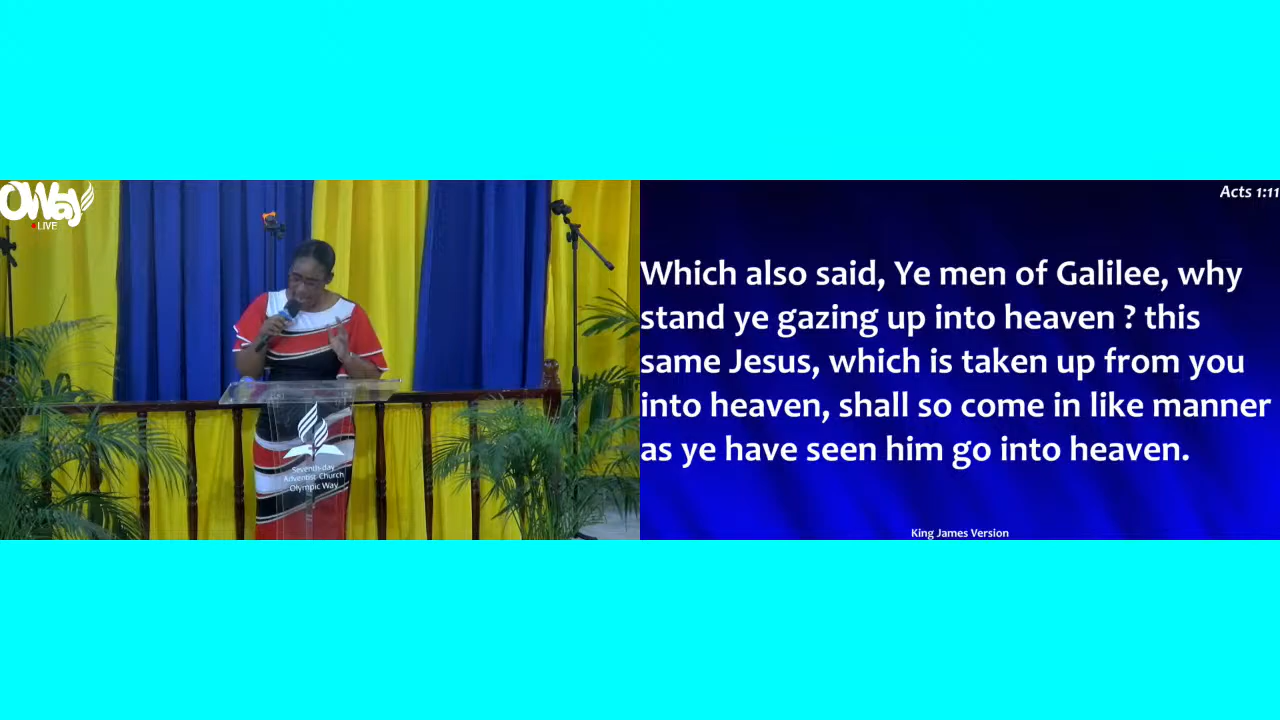 OWay
LIVE
Seventh-day
Adventist Church
Olympic Way
Acts 1:11
Which also said, Ye men of Galilee, why
stand ye gazing up into heaven ? this
same Jesus, which is taken up from you
into heaven, shall so come in like manner
as ye have seen him go into heaven.
King James Version